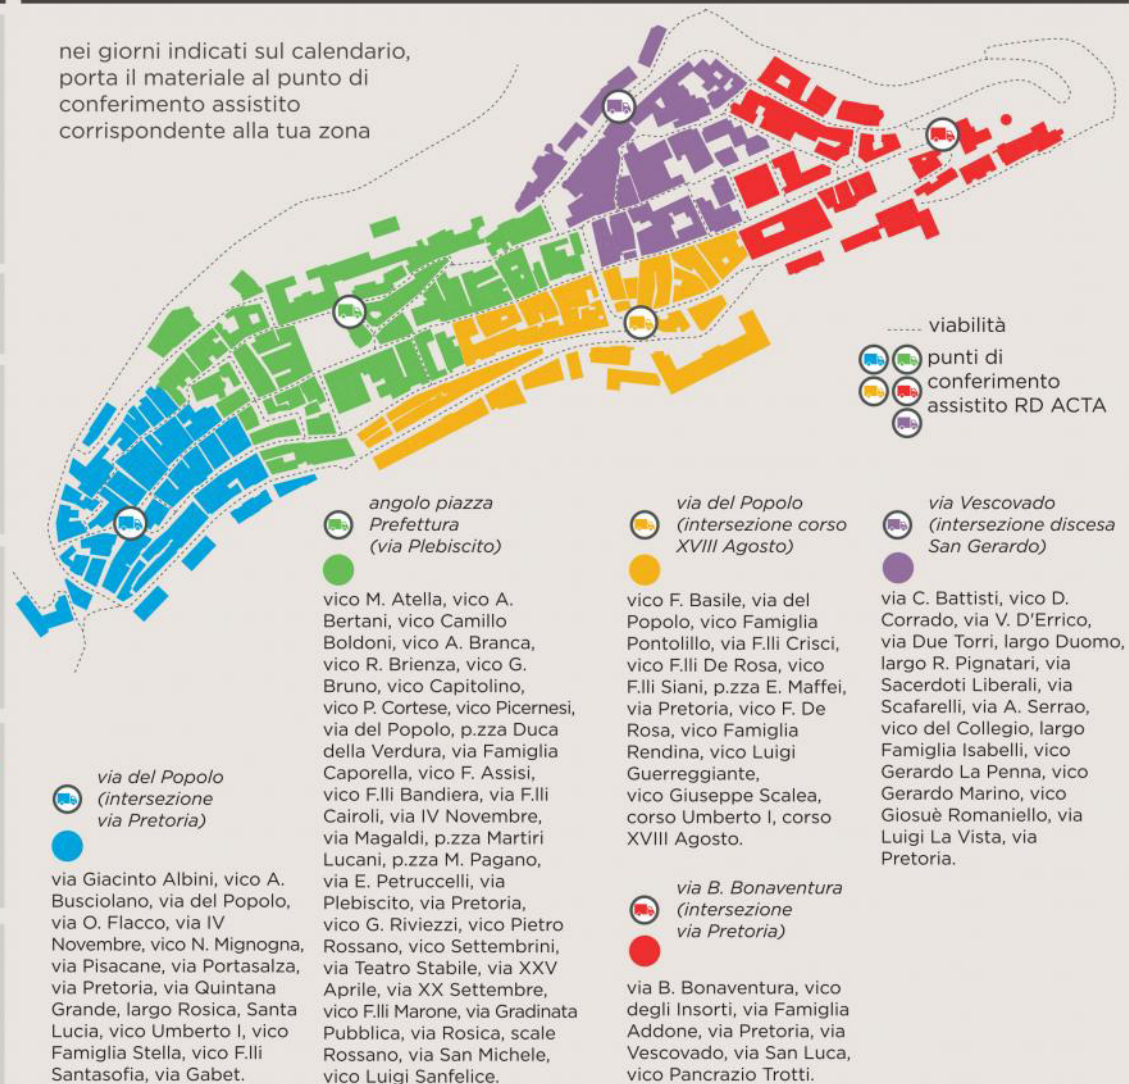 nei giorni indicati sul calendario,
porta il materiale al punto di
conferimento assistito
corrispondente alla tua zona
viabilità
punti di
conferimento
assistito RD ACTA
via del Popolo
(intersezione
via Pretoria)
via Giacinto Albini, vico A.
Busciolano, via del Popolo,
via O. Flacco, via IV
Novembre, vico N. Mignogna,
via Pisacane, via Portasalza,
via Pretoria, via Quintana
Grande, largo Rosica, Santa
Lucia, vico Umberto I, vico
Famiglia Stella, vico F.lli
Santasofia, via Gabet.
angolo piazza
Prefettura
(via Plebiscito)
vico M. Atella, vico A.
Bertani, vico Camillo
Boldoni, vico A. Branca,
vico R. Brienza, vico G.
Bruno, vico Capitolino,
vico P. Cortese, vico Picernesi,
via del Popolo, p.zza Duca
della Verdura, via Famiglia
Caporella, vico F. Assisi,
vico F.lli Bandiera, via F.lli
Cairoli, via IV Novembre,
via Magaldi, p.zza Martiri
Lucani, p.zza M. Pagano,
via E. Petruccelli, via
Plebiscito, via Pretoria,
vico G. Riviezzi, vico Pietro
Rossano, vico Settembrini,
via Teatro Stabile, via XXV
Aprile, via XX Settembre,
vico F.lli Marone, via Gradinata
Pubblica, via Rosica, scale
Rossano, via San Michele,
vico Luigi Sanfelice.
via del Popolo
(intersezione corso
XVIII Agosto)
vico F. Basile, via del
Popolo, vico Famiglia
Pontolillo, via F.lli Crisci,
vico F.lli De Rosa, vico
F.lli Siani, p.zza E. Maffei,
via Pretoria, vico F. De
Rosa, vico Famiglia
Rendina, vico Luigi
Guerreggiante,
vico Giuseppe Scalea,
corso Umberto I, corso
XVIII Agosto.
via B. Bonaventura
(intersezione
via Pretoria)
via B. Bonaventura, vico
degli Insorti, via Famiglia
Addone, via Pretoria, via
Vescovado, via San Luca,
vico Pancrazio Trotti.
via Vescovado
(intersezione discesa
San Gerardo)
via C. Battisti, vico D.
Corrado, via V. D'Errico,
via Due Torri, largo Duomo,
largo R. Pignatari, via
Sacerdoti Liberali, via
Scafarelli, via A. Serrao,
vico del Collegio, largo
Famiglia Isabelli, vico
Gerardo La Penna, vico
Gerardo Marino, vico
Giosuè Romaniello, via
Luigi La Vista, via
Pretoria.